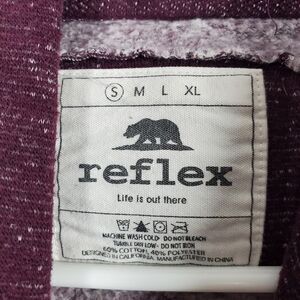 S M L XL
reflex
Life is out there
MACHINE WASH COLD- DO NOT BLEACH
TUMBLE DRY LOW- DO NOT IRON
60% COTTON, 40% POLYESTER
DESIGNED IN CALIFORNIA. MANUFACTURED IN CHINA